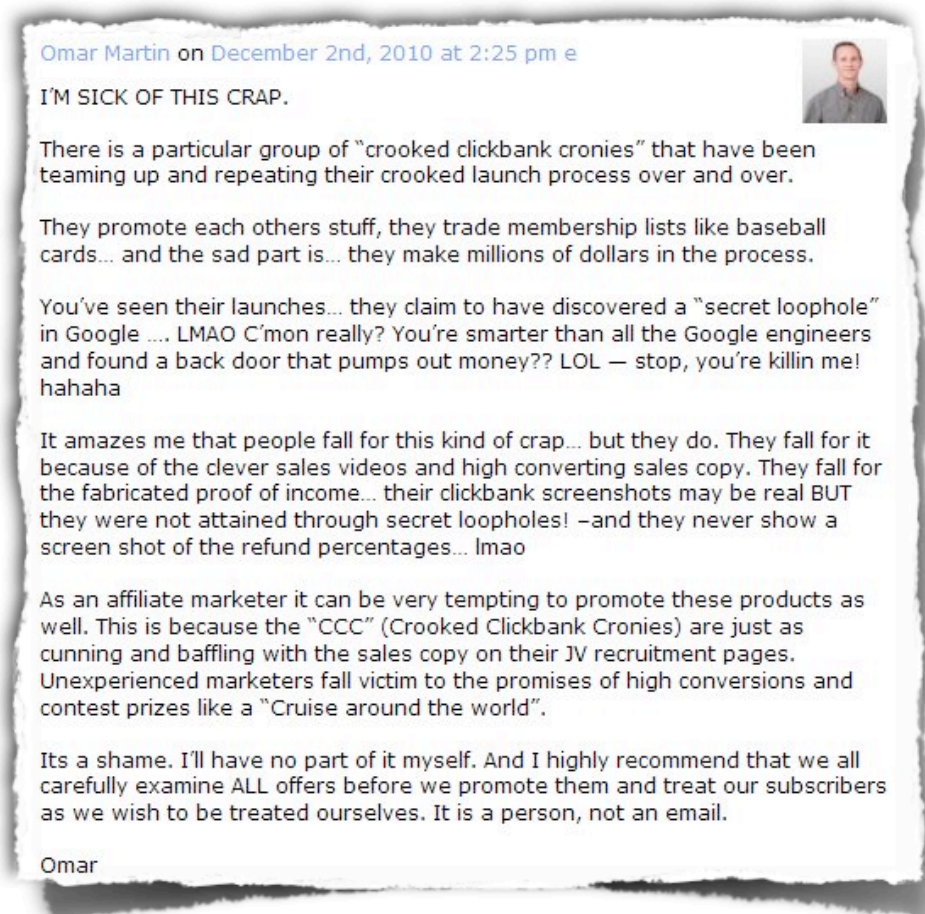 Omar Martin on December 2nd, 2010 at 2:25 pm e
I'M SICK OF THIS CRAP.
There is a particular group of “crooked clickbank cronies” that have been
teaming up and repeating their crooked launch process over and over.
They promote each others stuff, they trade membership lists like baseball
cards… and the sad part is… they make millions of dollars in the process.
You’ve seen their launches… they claim to have discovered a “secret loophole”
in Google …. LMAO C’mon really? You’re smarter than all the Google engineers
and found a back door that pumps out money?? LOL — stop, you’re killin me!
hahaha
It amazes me that people fall for this kind of crap… but they do. They fall for it
because of the clever sales videos and high converting sales copy. They fall for
the fabricated proof of income… their clickbank screenshots may be real BUT
they were not attained through secret loopholes! –and they never show a
screen shot of the refund percentages… lmao
As an affiliate marketer it can be very tempting to promote these products as
well. This is because the “CCC” (Crooked Clickbank Cronies) are just as
cunning and baffling with the sales copy on their JV recruitment pages.
Unexperienced marketers fall victim to the promises of high conversions and
contest prizes like a “Cruise around the world”.
Its a shame. I’ll have no part of it myself. And I highly recommend that we all
carefully examine ALL offers before we promote them and treat our subscribers
as we wish to be treated ourselves. It is a person, not an email.
Omar